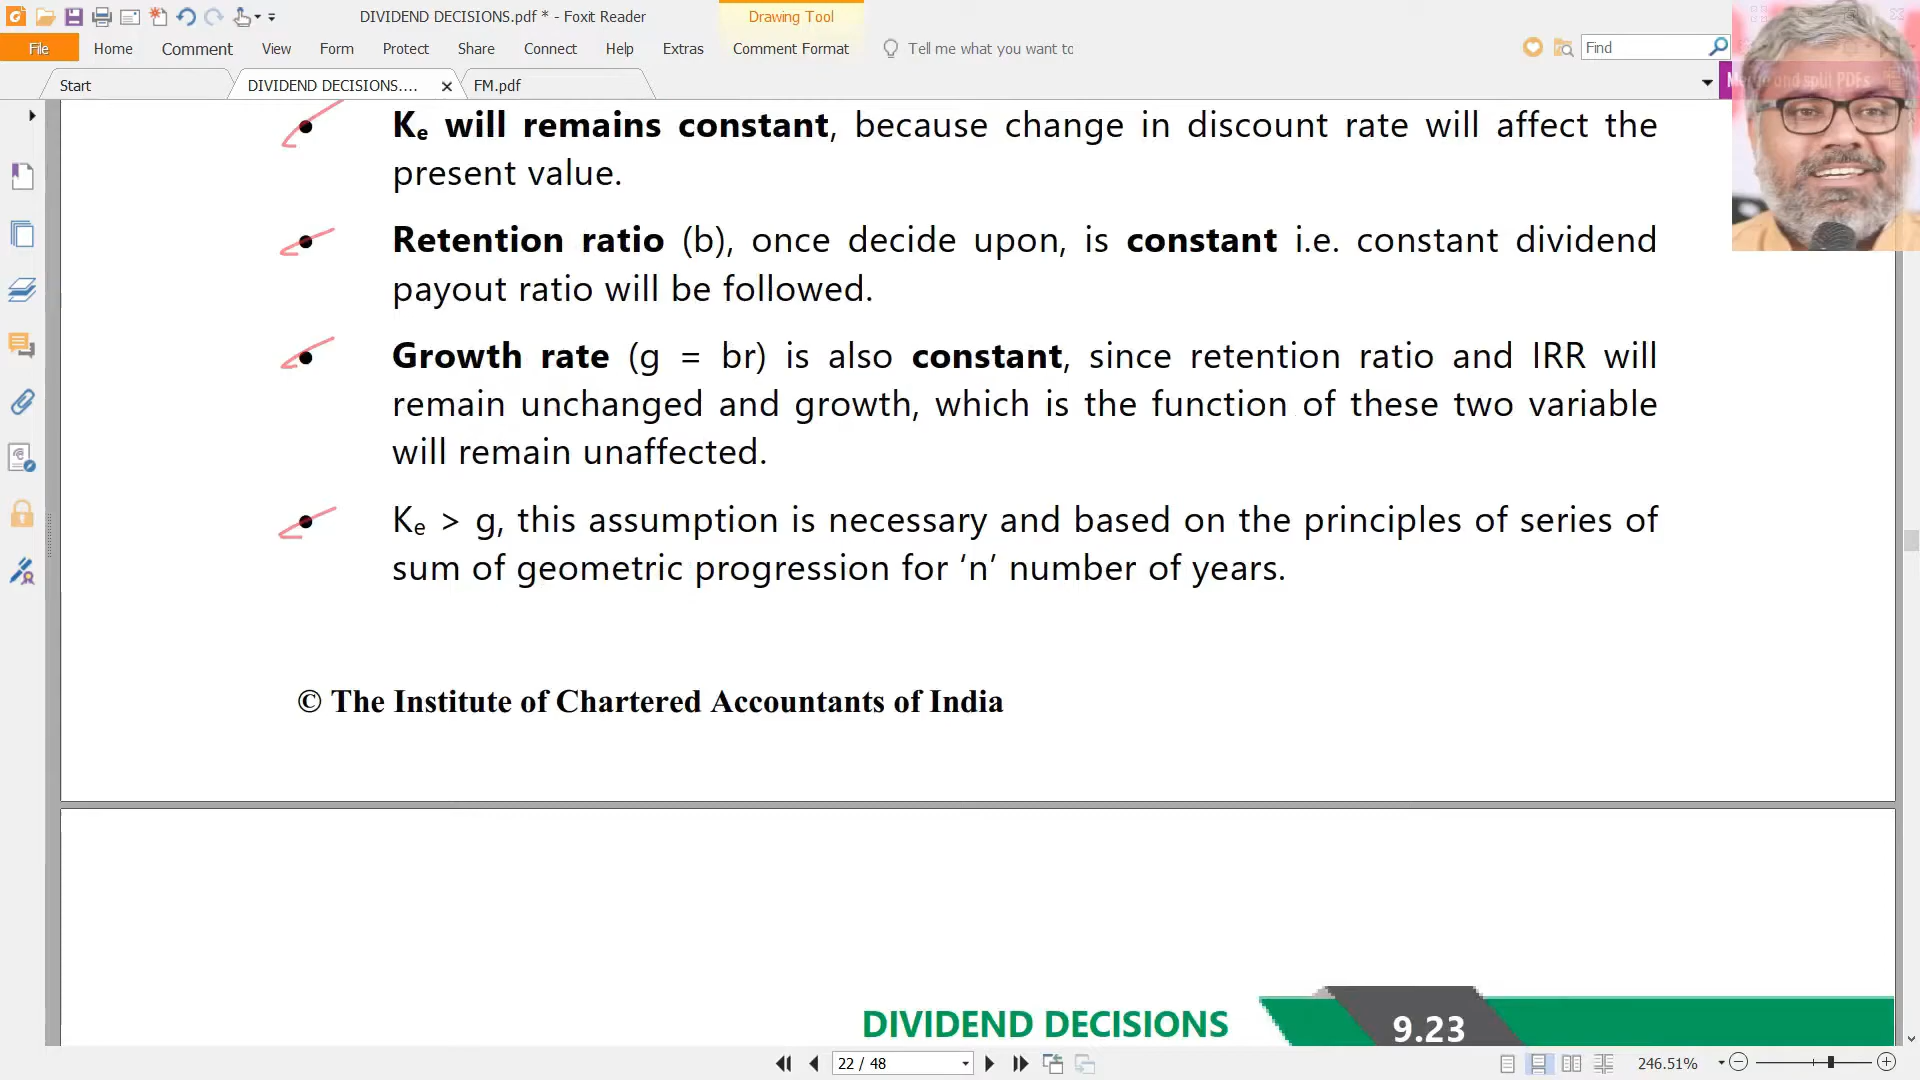 DIVIDEND DECISIONS.pdf * - Foxit Reader
Drawing Tool
File Home Comment View Form Protect Share Connect Help Extras Comment Format Tell me what you want to Find
Start DIVIDEND DECISIONS.... FM.pdf
Ke will remains constant, because change in discount rate will affect the
present value.
Retention ratio (b), once decide upon, is constant i.e. constant dividend
payout ratio will be followed.
Growth rate (g = br) is also constant, since retention ratio and IRR will
remain unchanged and growth, which is the function of these two variable
will remain unaffected.
Ke > g, this assumption is necessary and based on the principles of series of
sum of geometric progression for ‘n’ number of years.
© The Institute of Chartered Accountants of India
DIVIDEND DECISIONS 9.23
22 / 48 246.51%